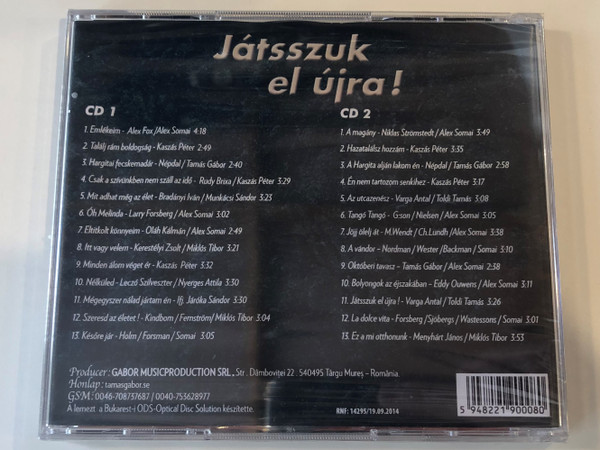 Játsszuk
el újra!
CD 1
1. Emlékeim - Alex Fox /Alex Somai 4:18
2. Találj rám boldogság - Kaszás Péter 2:49
3. Hargitai fecskemadár - Népdal / Tamás Gábor 2:40
4. Csak a szívünkben nem száll az idő - Rudy Brixa / Kaszás Péter 3:29
5. Mit adhat még az élet - Bradányi Iván / Munkácsi Sándor 3:23
6. Óh Melinda - Larry Forsberg / Alex Somai 3:02
7. Eltitkolt könnyeim - Oláh Kálmán / Alex Somai 2:49
8. Itt vagy velem - Kerestélyi Zsolt / Miklós Tibor 3:21
9. Minden álom véget ér - Kaszás Péter 3:32
10. Nélküled - Leczó Szilveszter / Nyerges Attila 3:30
11. Mégegyszer nálad jártam én - Ifj. Járóka Sándor 3:30
12. Szeresd az életet ! - Kindbom / Fernström/ Miklós Tibor 3:04
13. Későre jár - Holm / Forsman / Somai 3:05
CD 2
1. A magány - Niklas Strömstedt / Alex Somai 3:49
2. Hazataláisz hozzám - Kaszás Péter 3:35
3. A Hargita alján lakom én - Népdal / Tamás Gábor 2:58
4. Én nem tartozom senkihez - Kaszás Péter 3:17
5. Az utcazenész - Varga Antal / Toldi Tamás 3:08
6. Tangó Tangó - G:son / Nielsen / Alex Somai 3:05
7. Jöjj ölelj át - M.Wendt / Ch.Lundh /Alex Somai 3:38
8. A vándor – Nordman / Wester /Backman / Somai 3:10
9. Októberi tavasz – Tamás Gábor / Alex Somai 2:38
10. Bolyongok az éjszakában – Eddy Ouwens / Alex Somai 3:11
11. Játsszuk el újra ! - Varga Antal / Toldi Tamás 3:26
12. La dolce vita - Forsberg /Sjöbergs / Wastessons / Somai 3:01
13. Ez a mi otthonunk - Menyhárt János / Miklós Tibor 3:53
Producer: GABOR MUSICPRODUCTION SRL., Str. Dâmboviței 22. 540495 Târgu Mureș – România.
Honlap: tamasgabor.se
GSM: 0046-708737687 / 0040-753628977
A lemezt a Bukarest-i ODS-Optical Disc Solution készítette.
RNF: 14295/19.09.2014
5 948221 900080